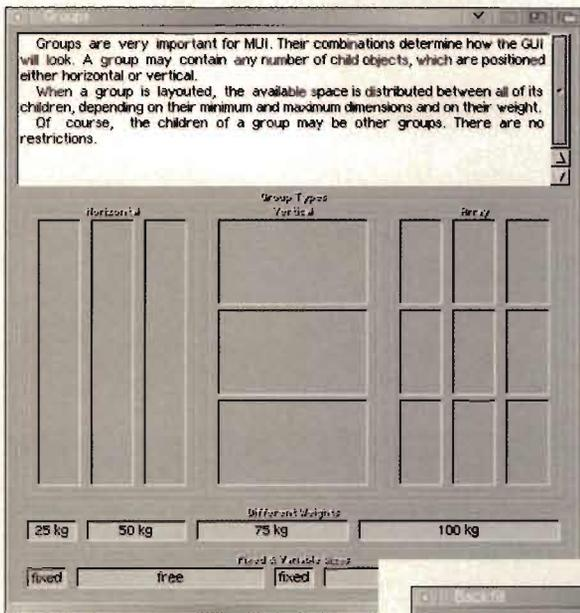 Groups
Groups are very important for MUI. Their combinations determine how the GUI
will look. A group may contain any number of child objects, which are positioned
either horizontal or vertical.
When a group is layouted, the available space is distributed between all of its
children, depending on their minimum and maximum dimensions and on their weight.
Of course, the children of a group may be other groups. There are no
restrictions.
Group Types
Horizontal Vertical Array
Different Weights
25 kg 50 kg 75 kg 100 kg
Fixed & Variable Sizes
fixed free fixed
Backfill